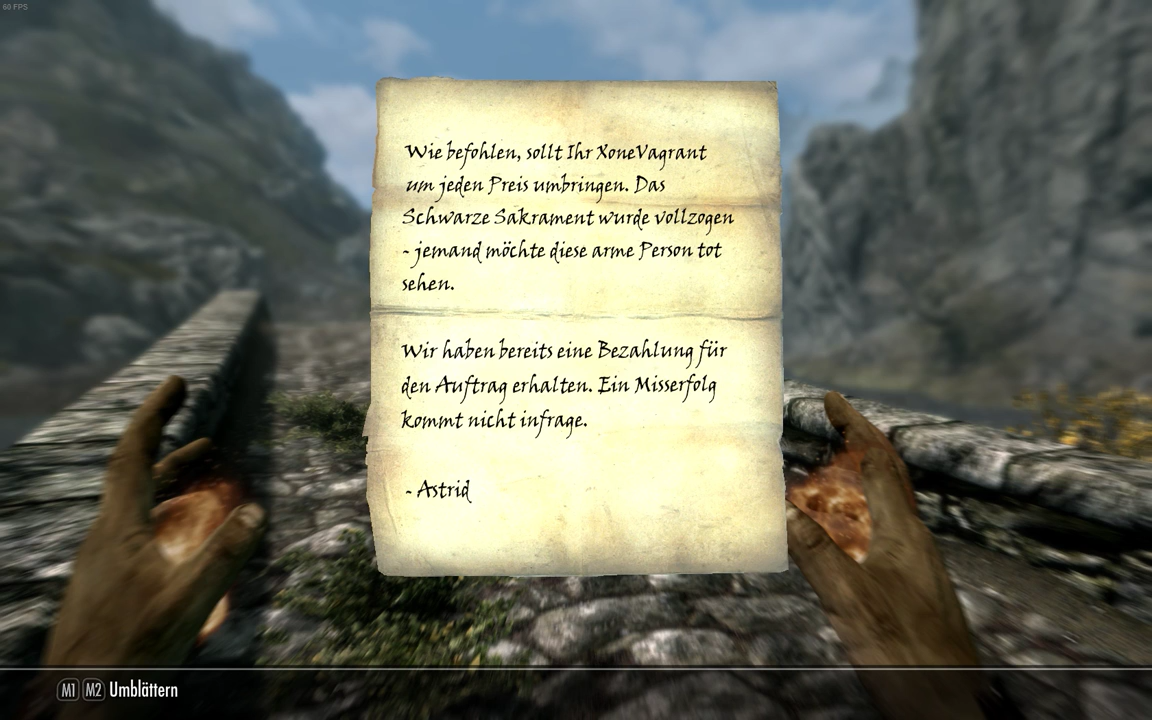 60 FPS
Wie befohlen, sollt Ihr XoneVagrant
um jeden Preis umbringen. Das
Schwarze Sakrament wurde vollzogen
- jemand möchte diese arme Person tot
sehen.
Wir haben bereits eine Bezahlung für
den Auftrag erhalten. Ein Misserfolg
kommt nicht infrage.
- Astrid
M1 M2 Umblättern